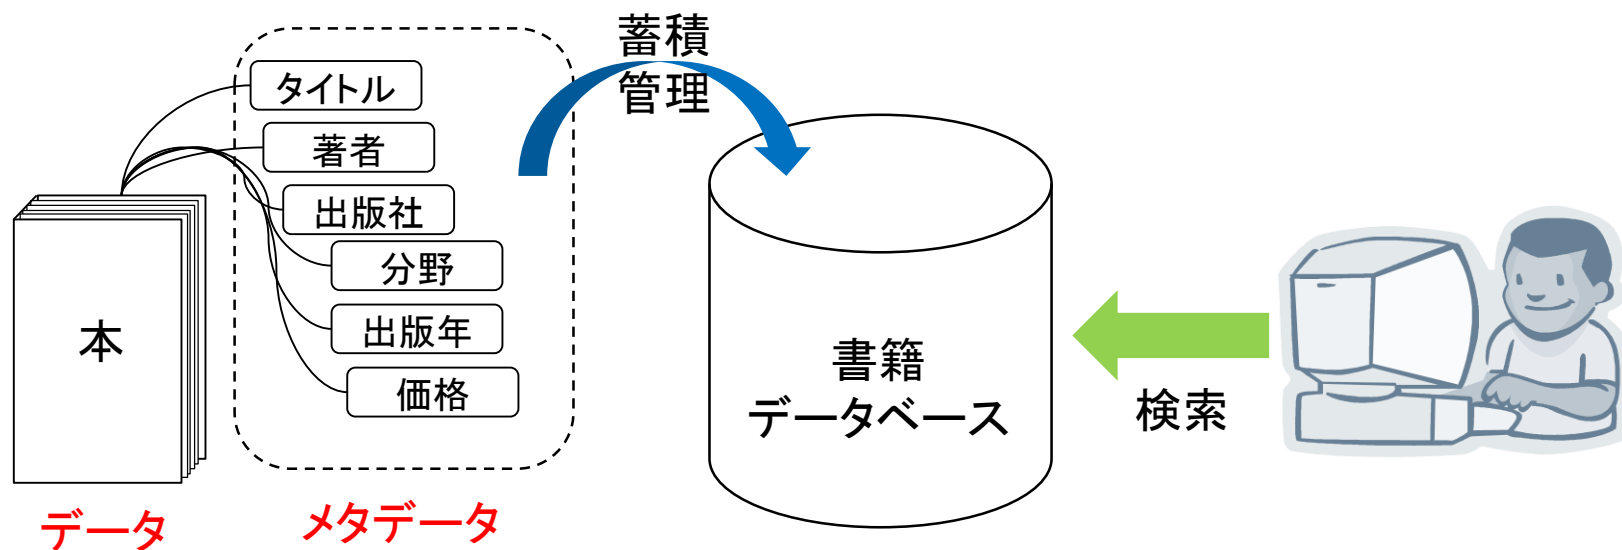 蓄積
管理
タイトル
著者
出版社
分野
出版年
価格
本
データ
メタデータ
書籍
データベース
検索